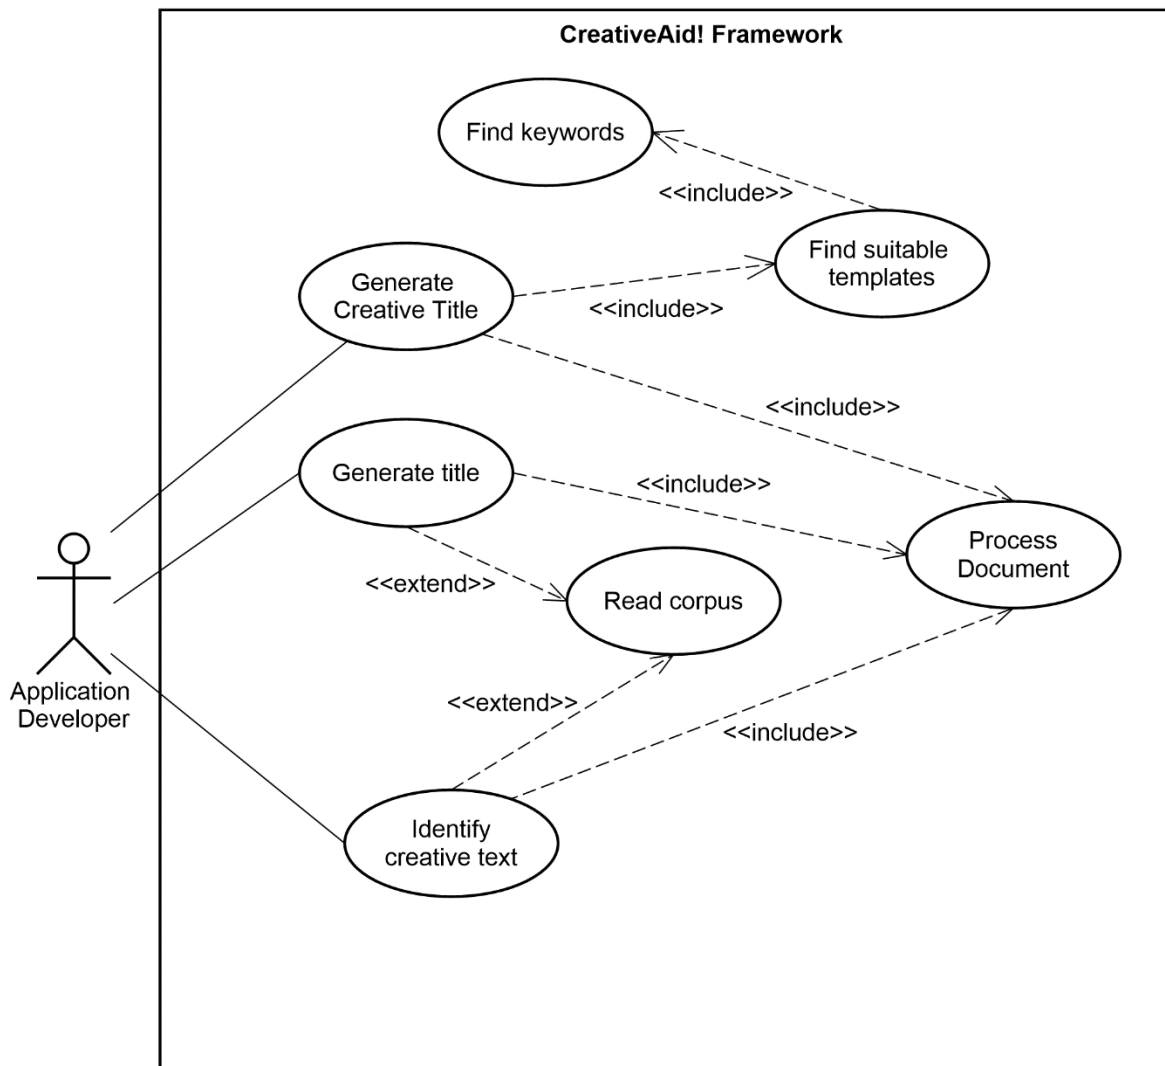 CreativeAid! Framework
Find keywords
<<include>>
Find suitable
templates
Generate
Creative Title
<<include>>
<<include>>
Generate title
<<include>>
Process
Document
<<extend>>
Read corpus
Application
Developer
<<extend>>
<<include>>
Identify
creative text